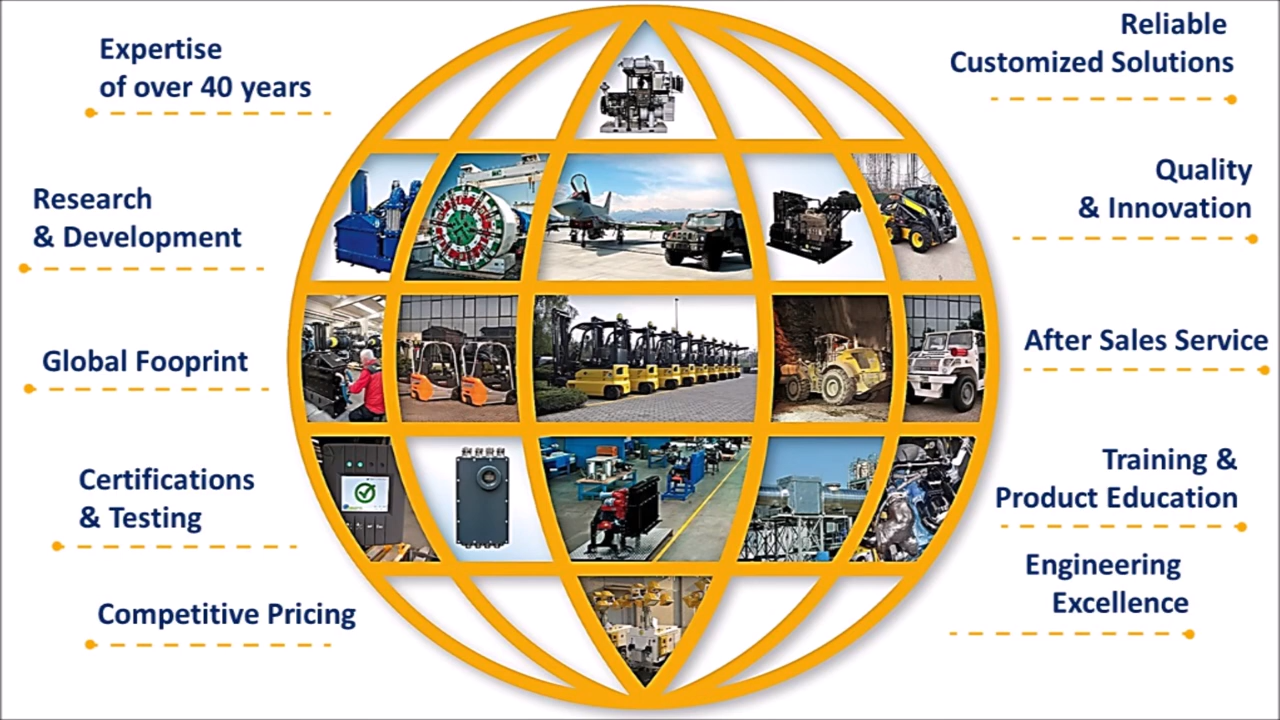 Expertise
of over 40 years
Research
& Development
Global Fooprint
Certifications
& Testing
Competitive Pricing
Reliable
Customized Solutions
Quality
& Innovation
After Sales Service
Training &
Product Education
Engineering
Excellence